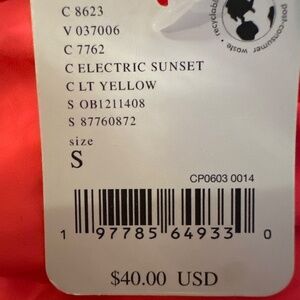 C 8623
V 037006
C 7762
C ELECTRIC SUNSET
C LT YELLOW
S OB1211408
S 87760872
recyclable
post-consumer waste
size
S
CP0603 0014
1 97785 64933 0
$40.00 USD